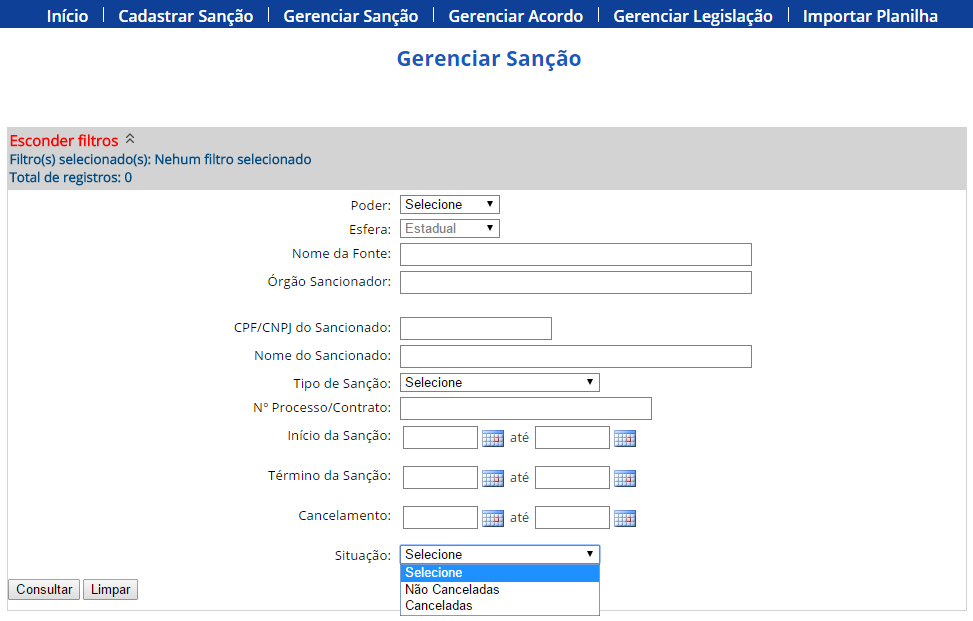 Início Cadastrar Sanção Gerenciar Sanção Gerenciar Acordo Gerenciar Legislação Importar Planilha
Gerenciar Sanção
Esconder filtros
Filtro(s) selecionado(s): Nehum filtro selecionado
Total de registros: 0
Poder: Selecione
Esfera: Estadual
Nome da Fonte:
Órgão Sancionador:
CPF/CNPJ do Sancionado:
Nome do Sancionado:
Tipo de Sanção: Selecione
Nº Processo/Contrato:
Início da Sanção: até
Término da Sanção: até
Cancelamento: até
Situação: Selecione
Selecione
Não Canceladas
Canceladas
Consultar Limpar